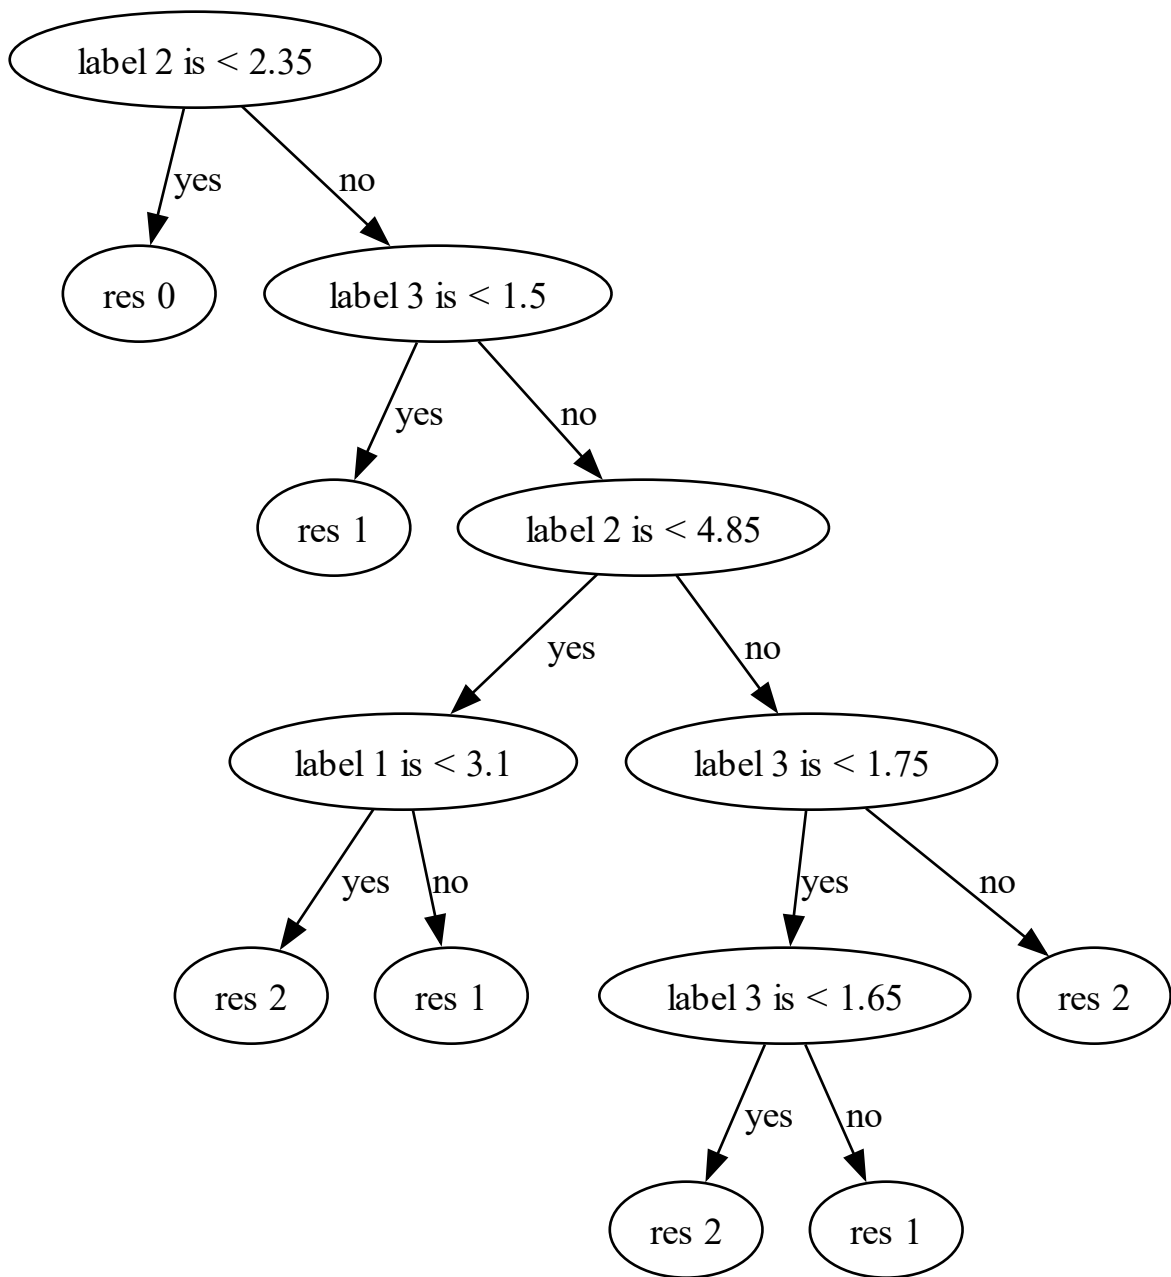 label 2 is < 2.35
yes
no
res 0
label 3 is < 1.5
yes
no
res 1
label 2 is < 4.85
yes
no
label 1 is < 3.1
label 3 is < 1.75
yes
no
yes
no
res 2
res 1
label 3 is < 1.65
res 2
yes
no
res 2
res 1